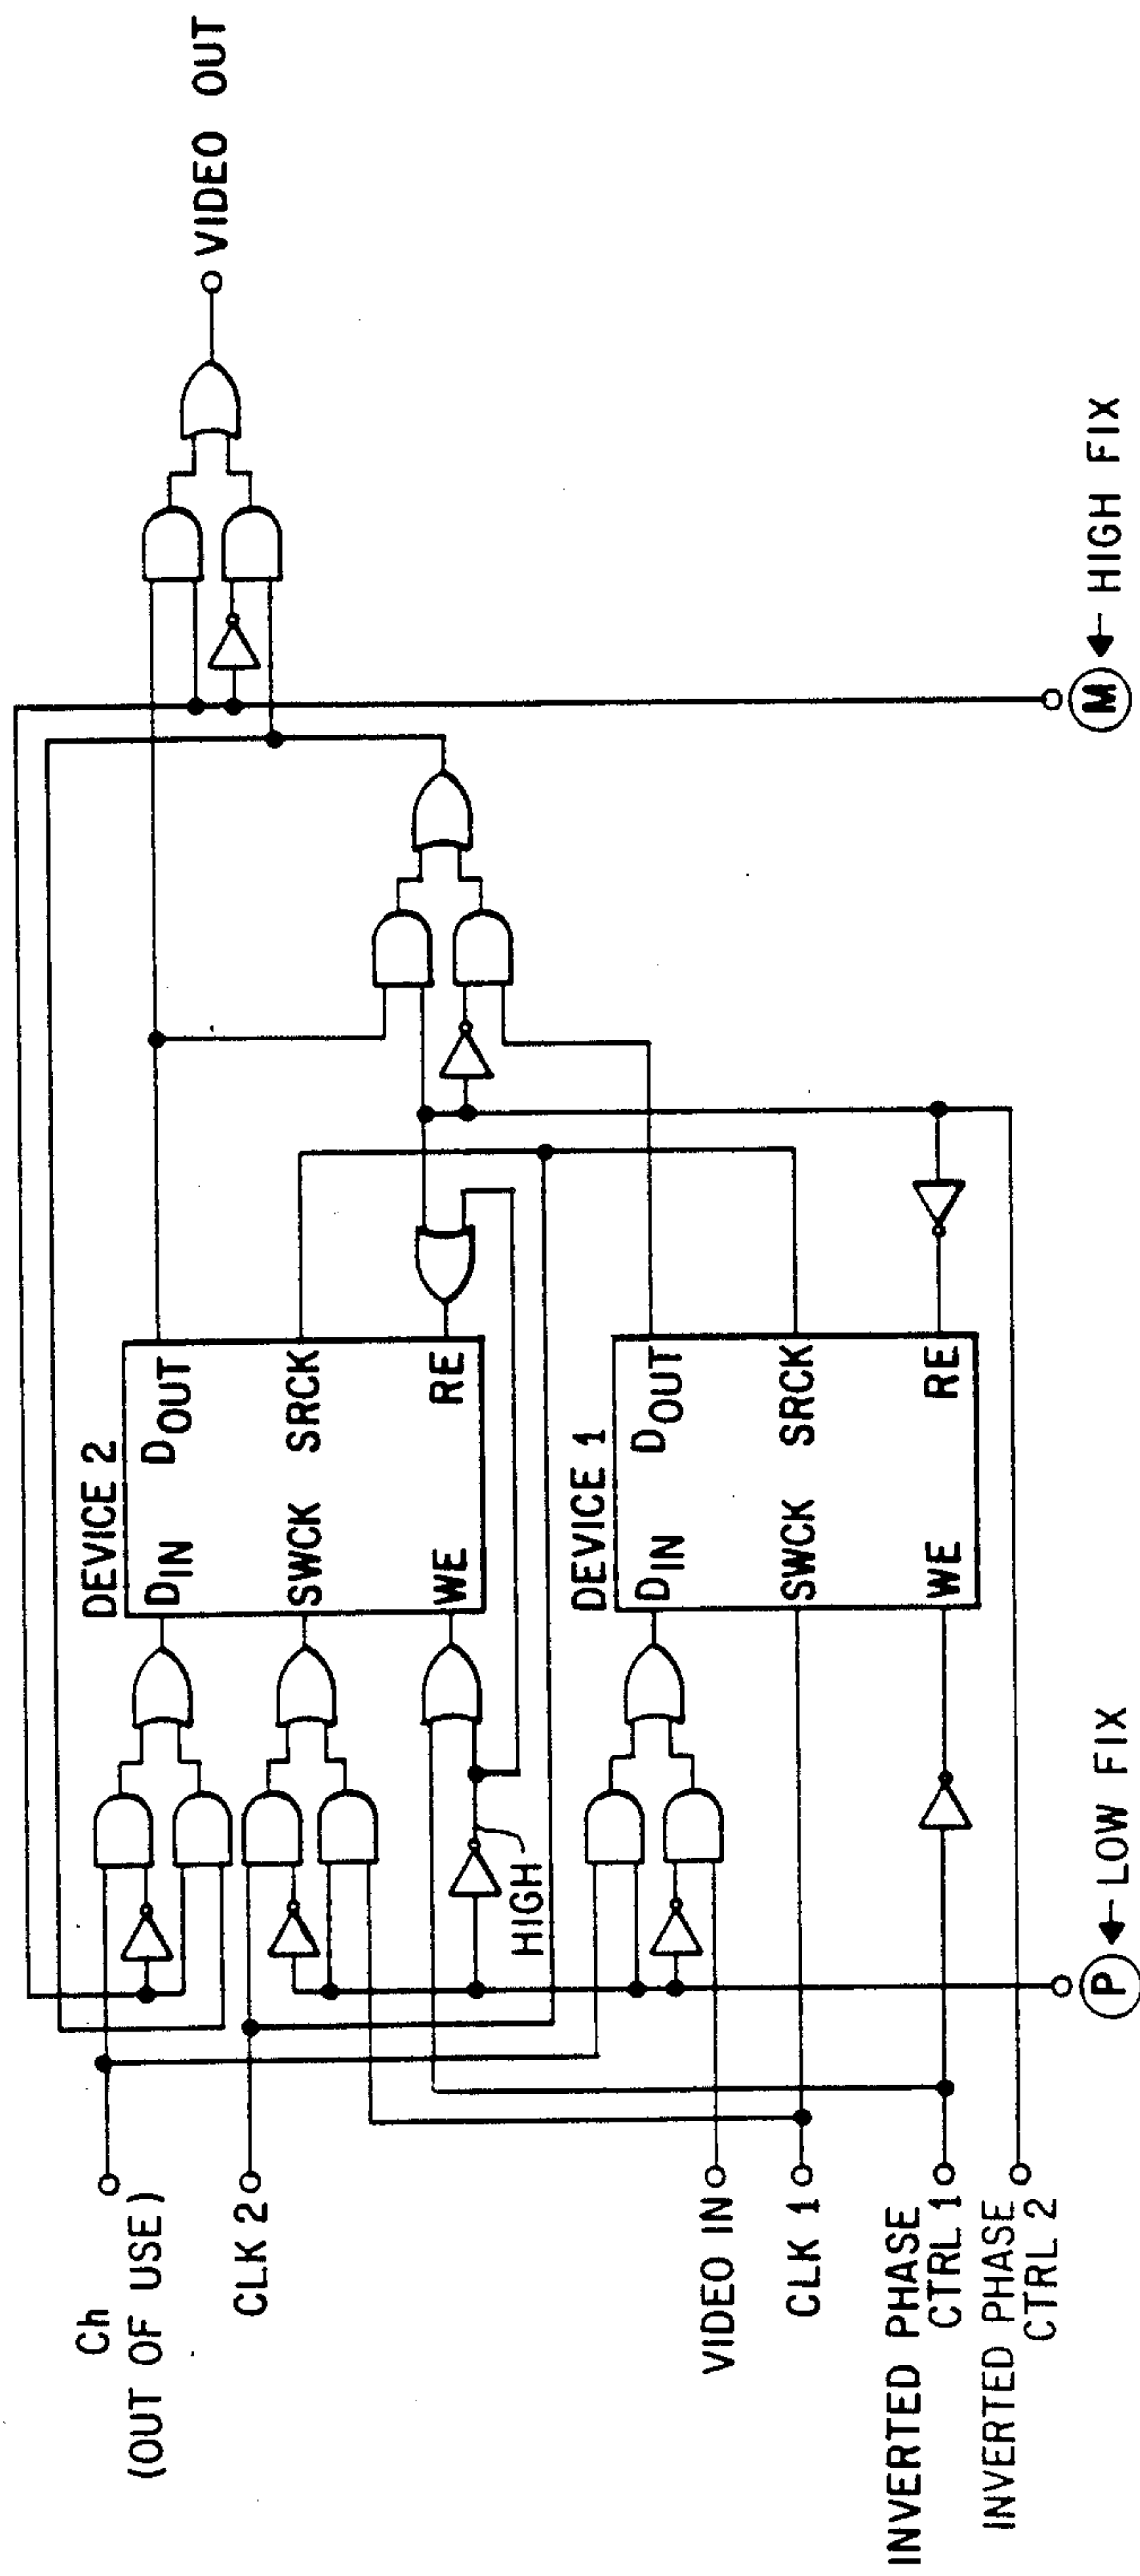 Ch
(OUT OF USE)
CLK 2
VIDEO IN
CLK 1
INVERTED PHASE
CTRL 1
INVERTED PHASE
CTRL 2
DEVICE 2
DIN DOUT
SWCK SRCK
WE RE
HIGH
DEVICE 1
DIN DOUT
SWCK SRCK
WE RE
VIDEO OUT
P ← LOW FIX
M ← HIGH FIX